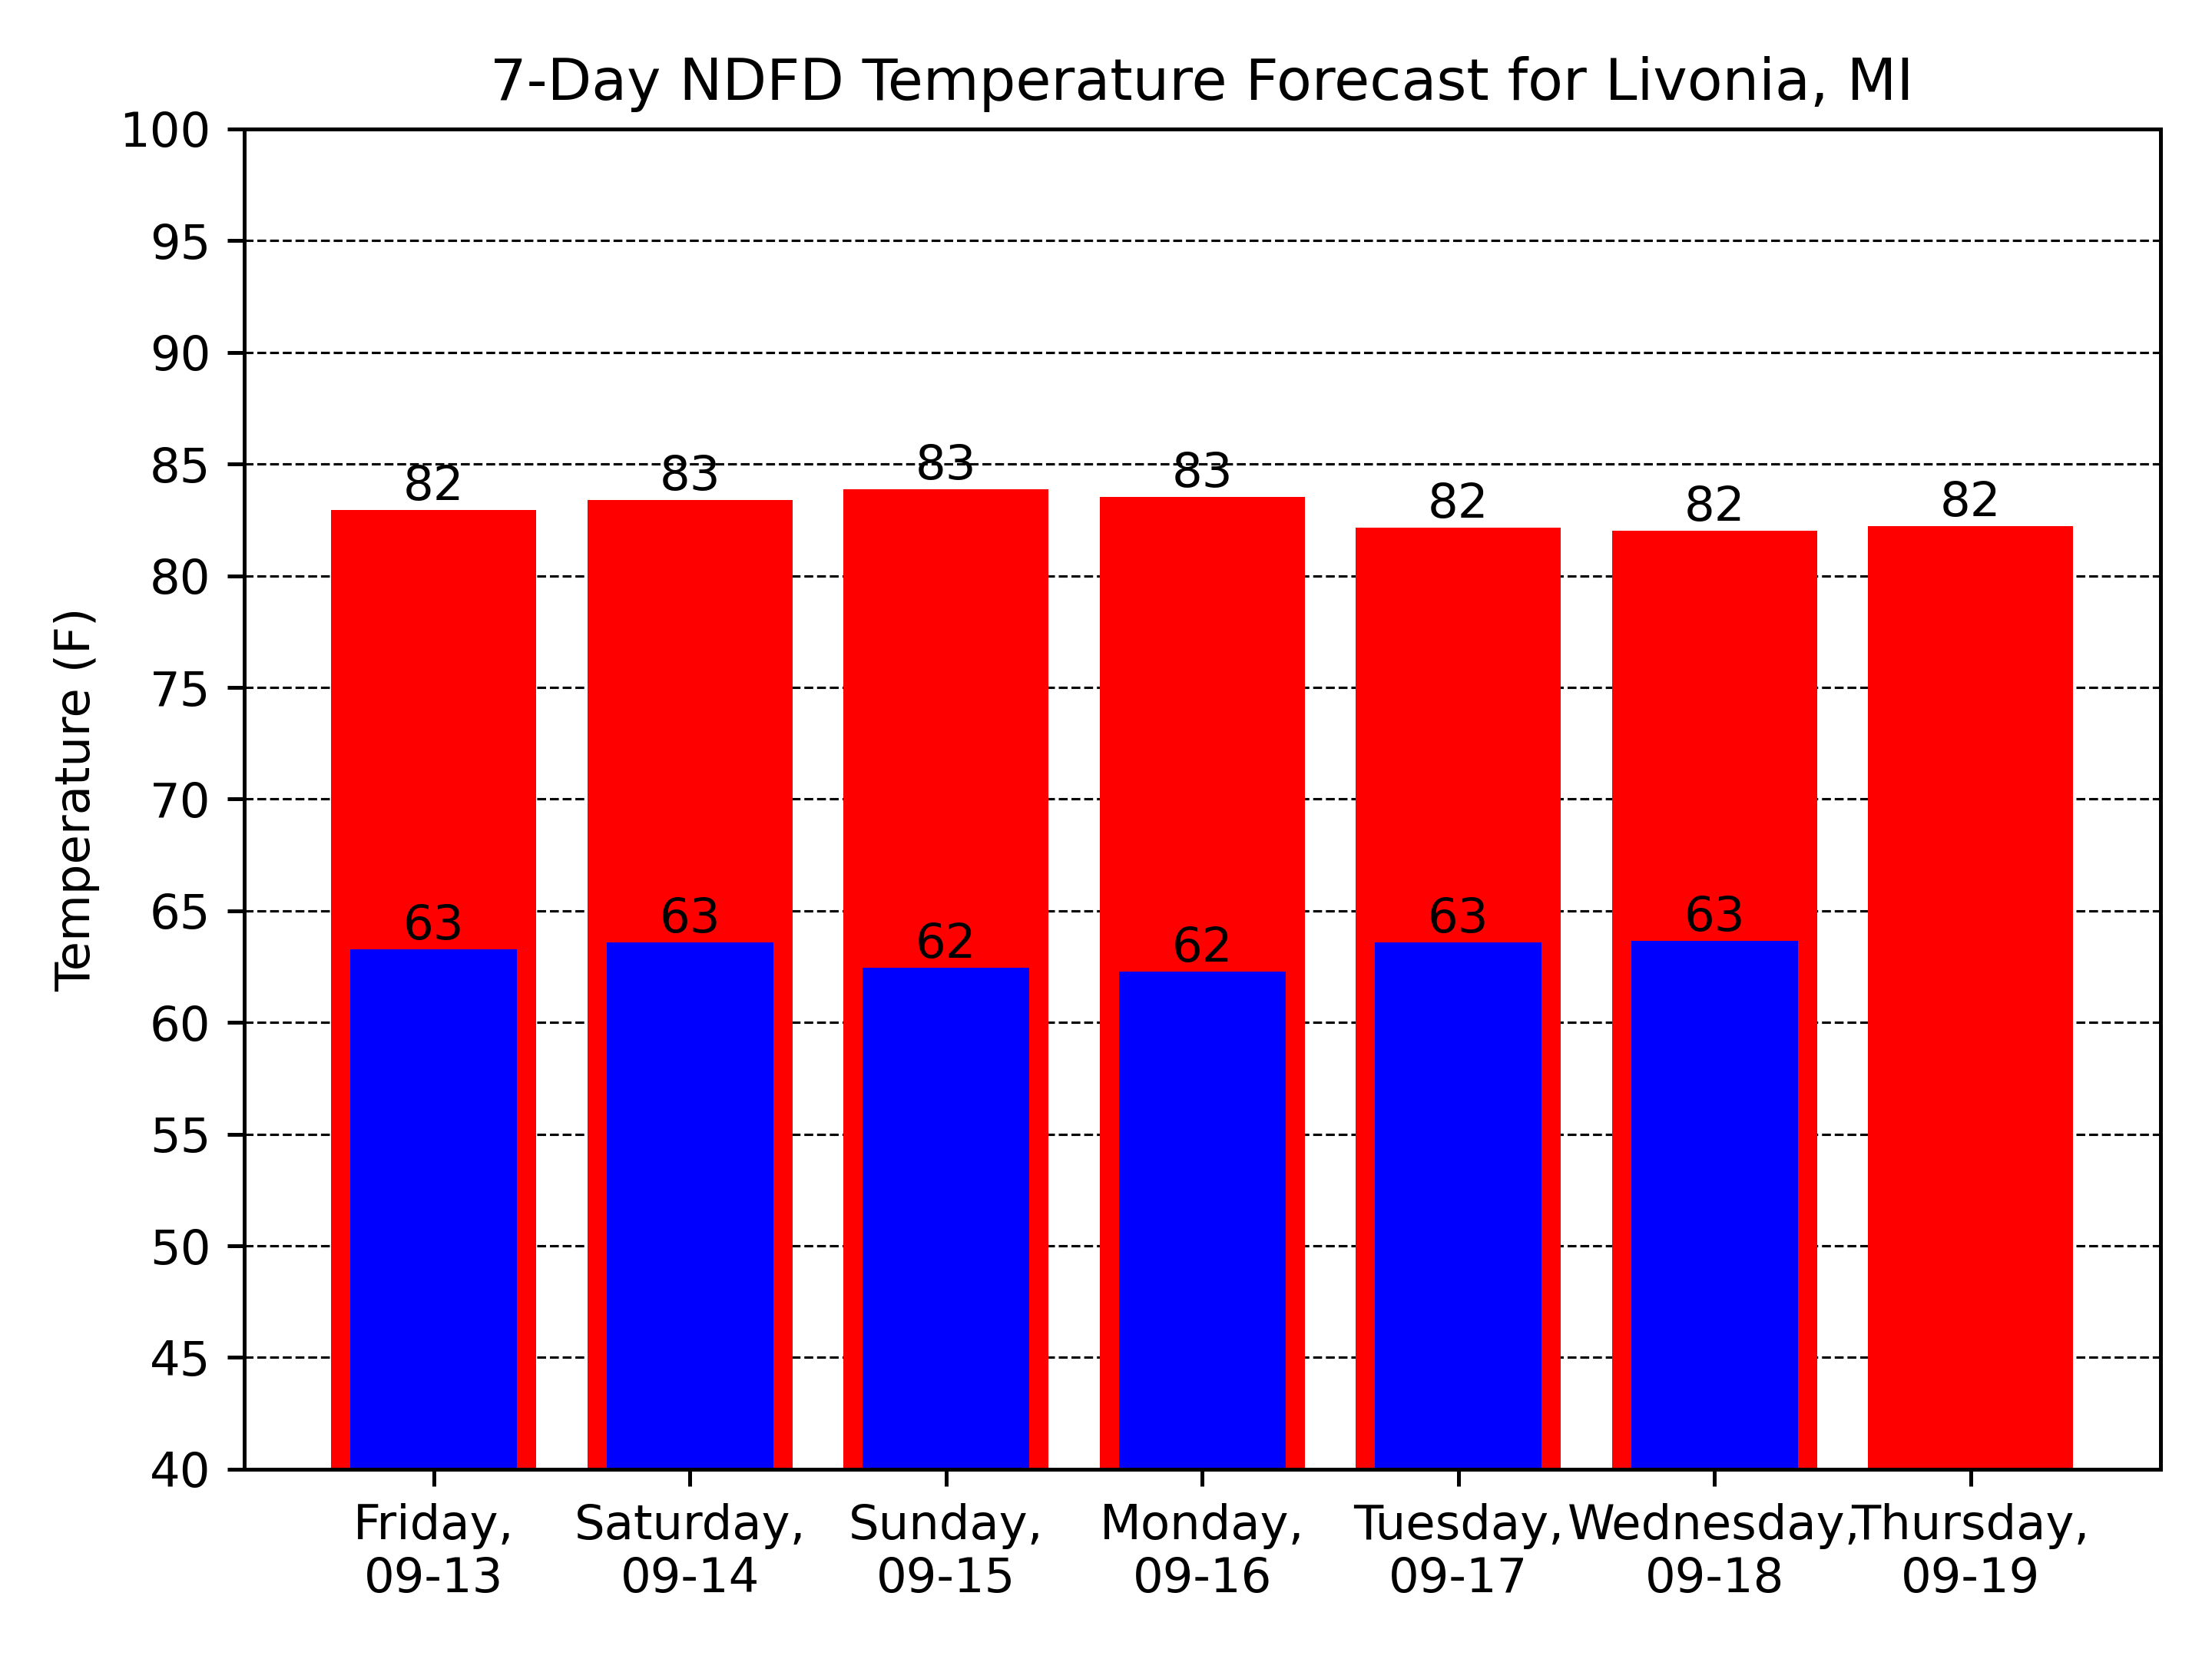 7-Day NDFD Temperature Forecast for Livonia, MI
Temperature (F)
100
95
90
85
80
75
70
65
60
55
50
45
40
82 83 83 83 82 82 82
63 63 62 62 63 63
Friday, Saturday, Sunday, Monday, Tuesday, Wednesday, Thursday,
09-13 09-14 09-15 09-16 09-17 09-18 09-19